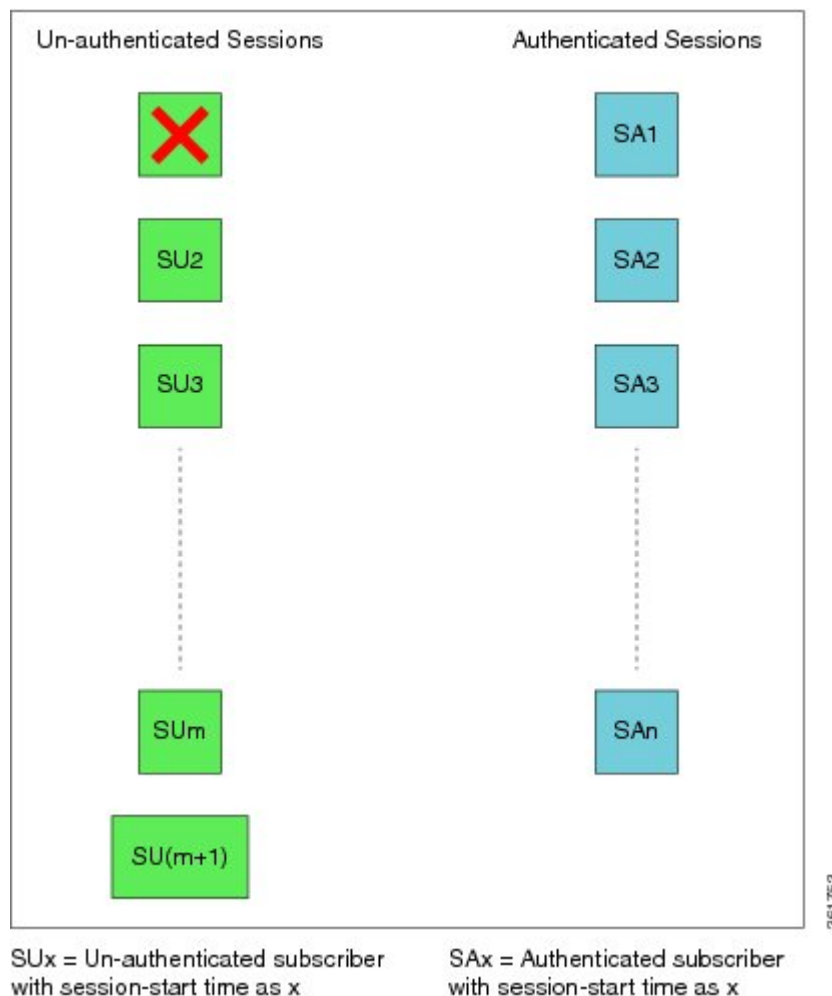 Un-authenticated Sessions
Authenticated Sessions
SA1
SU2
SA2
SU3
SA3
SUm
SAn
SU(m+1)
SUx = Un-authenticated subscriber
with session-start time as x
SAx = Authenticated subscriber
with session-start time as x